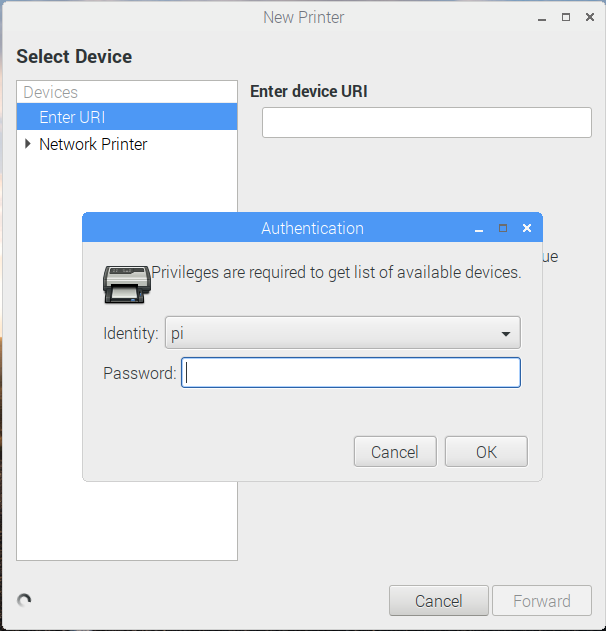 New Printer
Select Device
Devices
Enter URI
Network Printer
Enter device URI
Authentication
Privileges are required to get list of available devices.
Identity: pi
Password:
Cancel OK
Cancel Forward